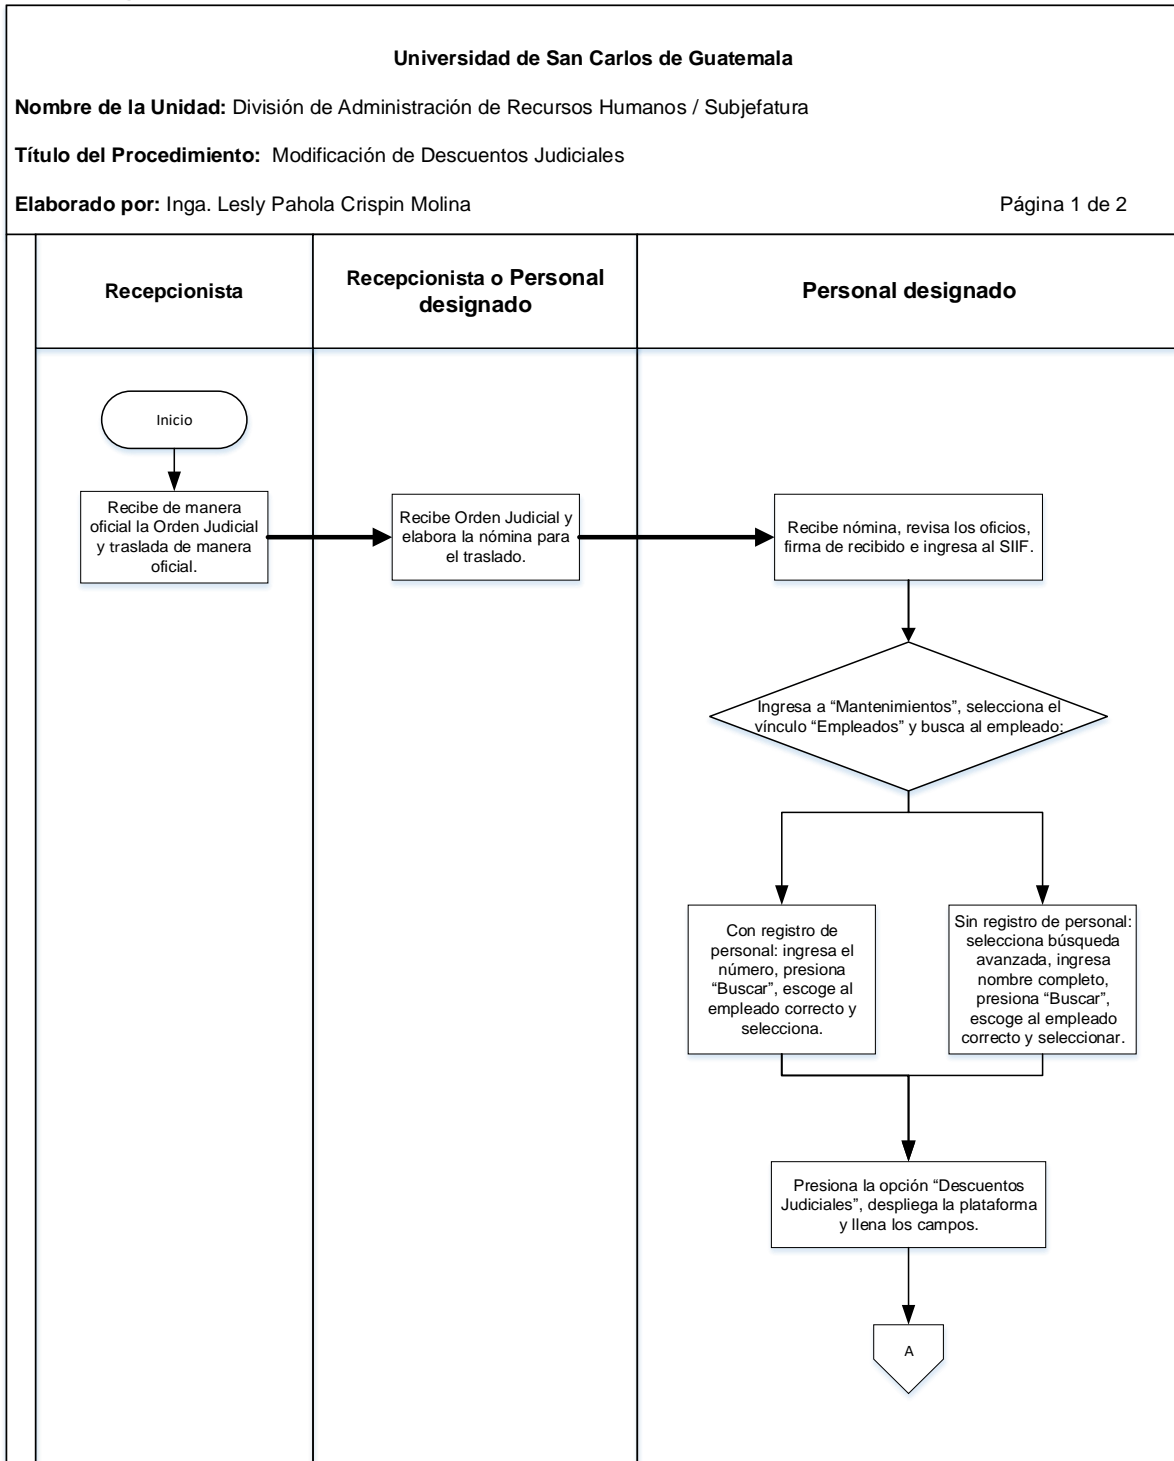 Universidad de San Carlos de Guatemala
Nombre de la Unidad: División de Administración de Recursos Humanos / Subjefatura
Título del Procedimiento: Modificación de Descuentos Judiciales
Elaborado por: Inga. Lesly Pahola Crispin Molina
Página 1 de 2
Recepcionista
Recepcionista o Personal
designado
Personal designado
Inicio
Recibe de manera
oficial la Orden Judicial
y traslada de manera
oficial.
Recibe Orden Judicial y
elabora la nómina para
el traslado.
Recibe nómina, revisa los oficios,
firma de recibido e ingresa al SIIF.
Ingresa a “Mantenimientos”, selecciona el
vínculo “Empleados” y busca al empleado:
Con registro de
personal: ingresa el
número, presiona
“Buscar”, escoge al
empleado correcto y
selecciona.
Sin registro de personal:
selecciona búsqueda
avanzada, ingresa
nombre completo,
presiona “Buscar”,
escoge al empleado
correcto y seleccionar.
Presiona la opción “Descuentos
Judiciales”, despliega la plataforma
y llena los campos.
A